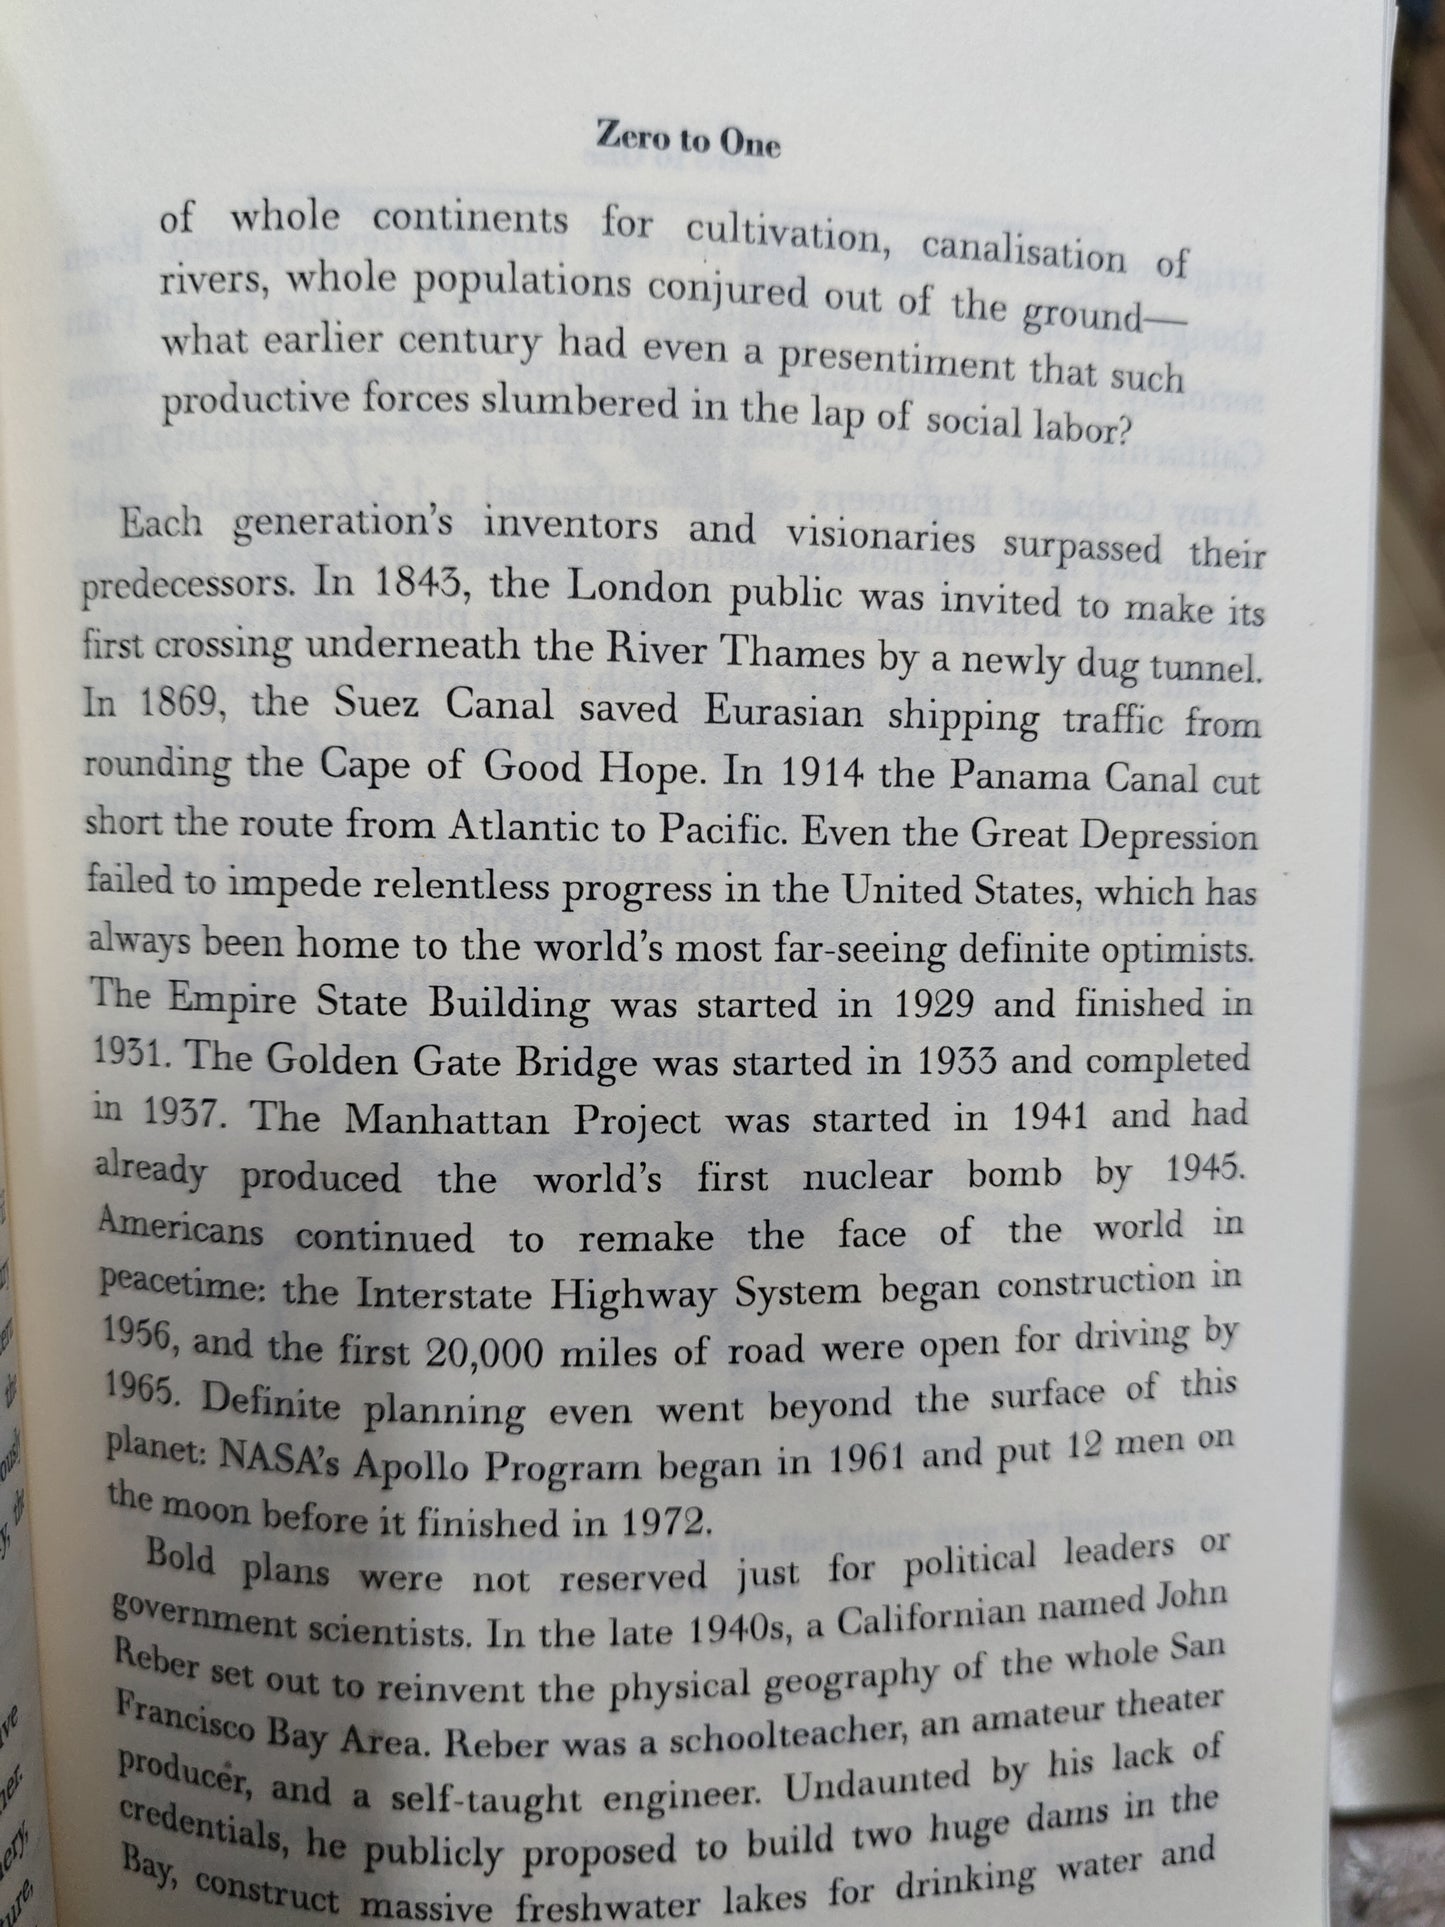 Zero to One
of whole continents for cultivation, canalisation of
rivers, whole populations conjured out of the ground—
what earlier century had even a presentiment that such
productive forces slumbered in the lap of social labor?
Each generation's inventors and visionaries surpassed their
predecessors. In 1843, the London public was invited to make its
first crossing underneath the River Thames by a newly dug tunnel.
In 1869, the Suez Canal saved Eurasian shipping traffic from
rounding the Cape of Good Hope. In 1914 the Panama Canal cut
short the route from Atlantic to Pacific. Even the Great Depression
failed to impede relentless progress in the United States, which has
always been home to the world's most far-seeing definite optimists.
The Empire State Building was started in 1929 and finished in
1931. The Golden Gate Bridge was started in 1933 and completed
in 1937. The Manhattan Project was started in 1941 and had
already produced the world's first nuclear bomb by 1945.
Americans continued to remake the face of the world in
peacetime: the Interstate Highway System began construction in
1956, and the first 20,000 miles of road were open for driving by
1965. Definite planning even went beyond the surface of this
planet: NASA's Apollo Program began in 1961 and put 12 men on
the moon before it finished in 1972.
Bold plans were not reserved just for political leaders or
government scientists. In the late 1940s, a Californian named John
Reber set out to reinvent the physical geography of the whole San
Francisco Bay Area. Reber was a schoolteacher, an amateur theater
producer, and a self-taught engineer. Undaunted by his lack of
credentials, he publicly proposed to build two huge dams in the
Bay, construct massive freshwater lakes for drinking water and